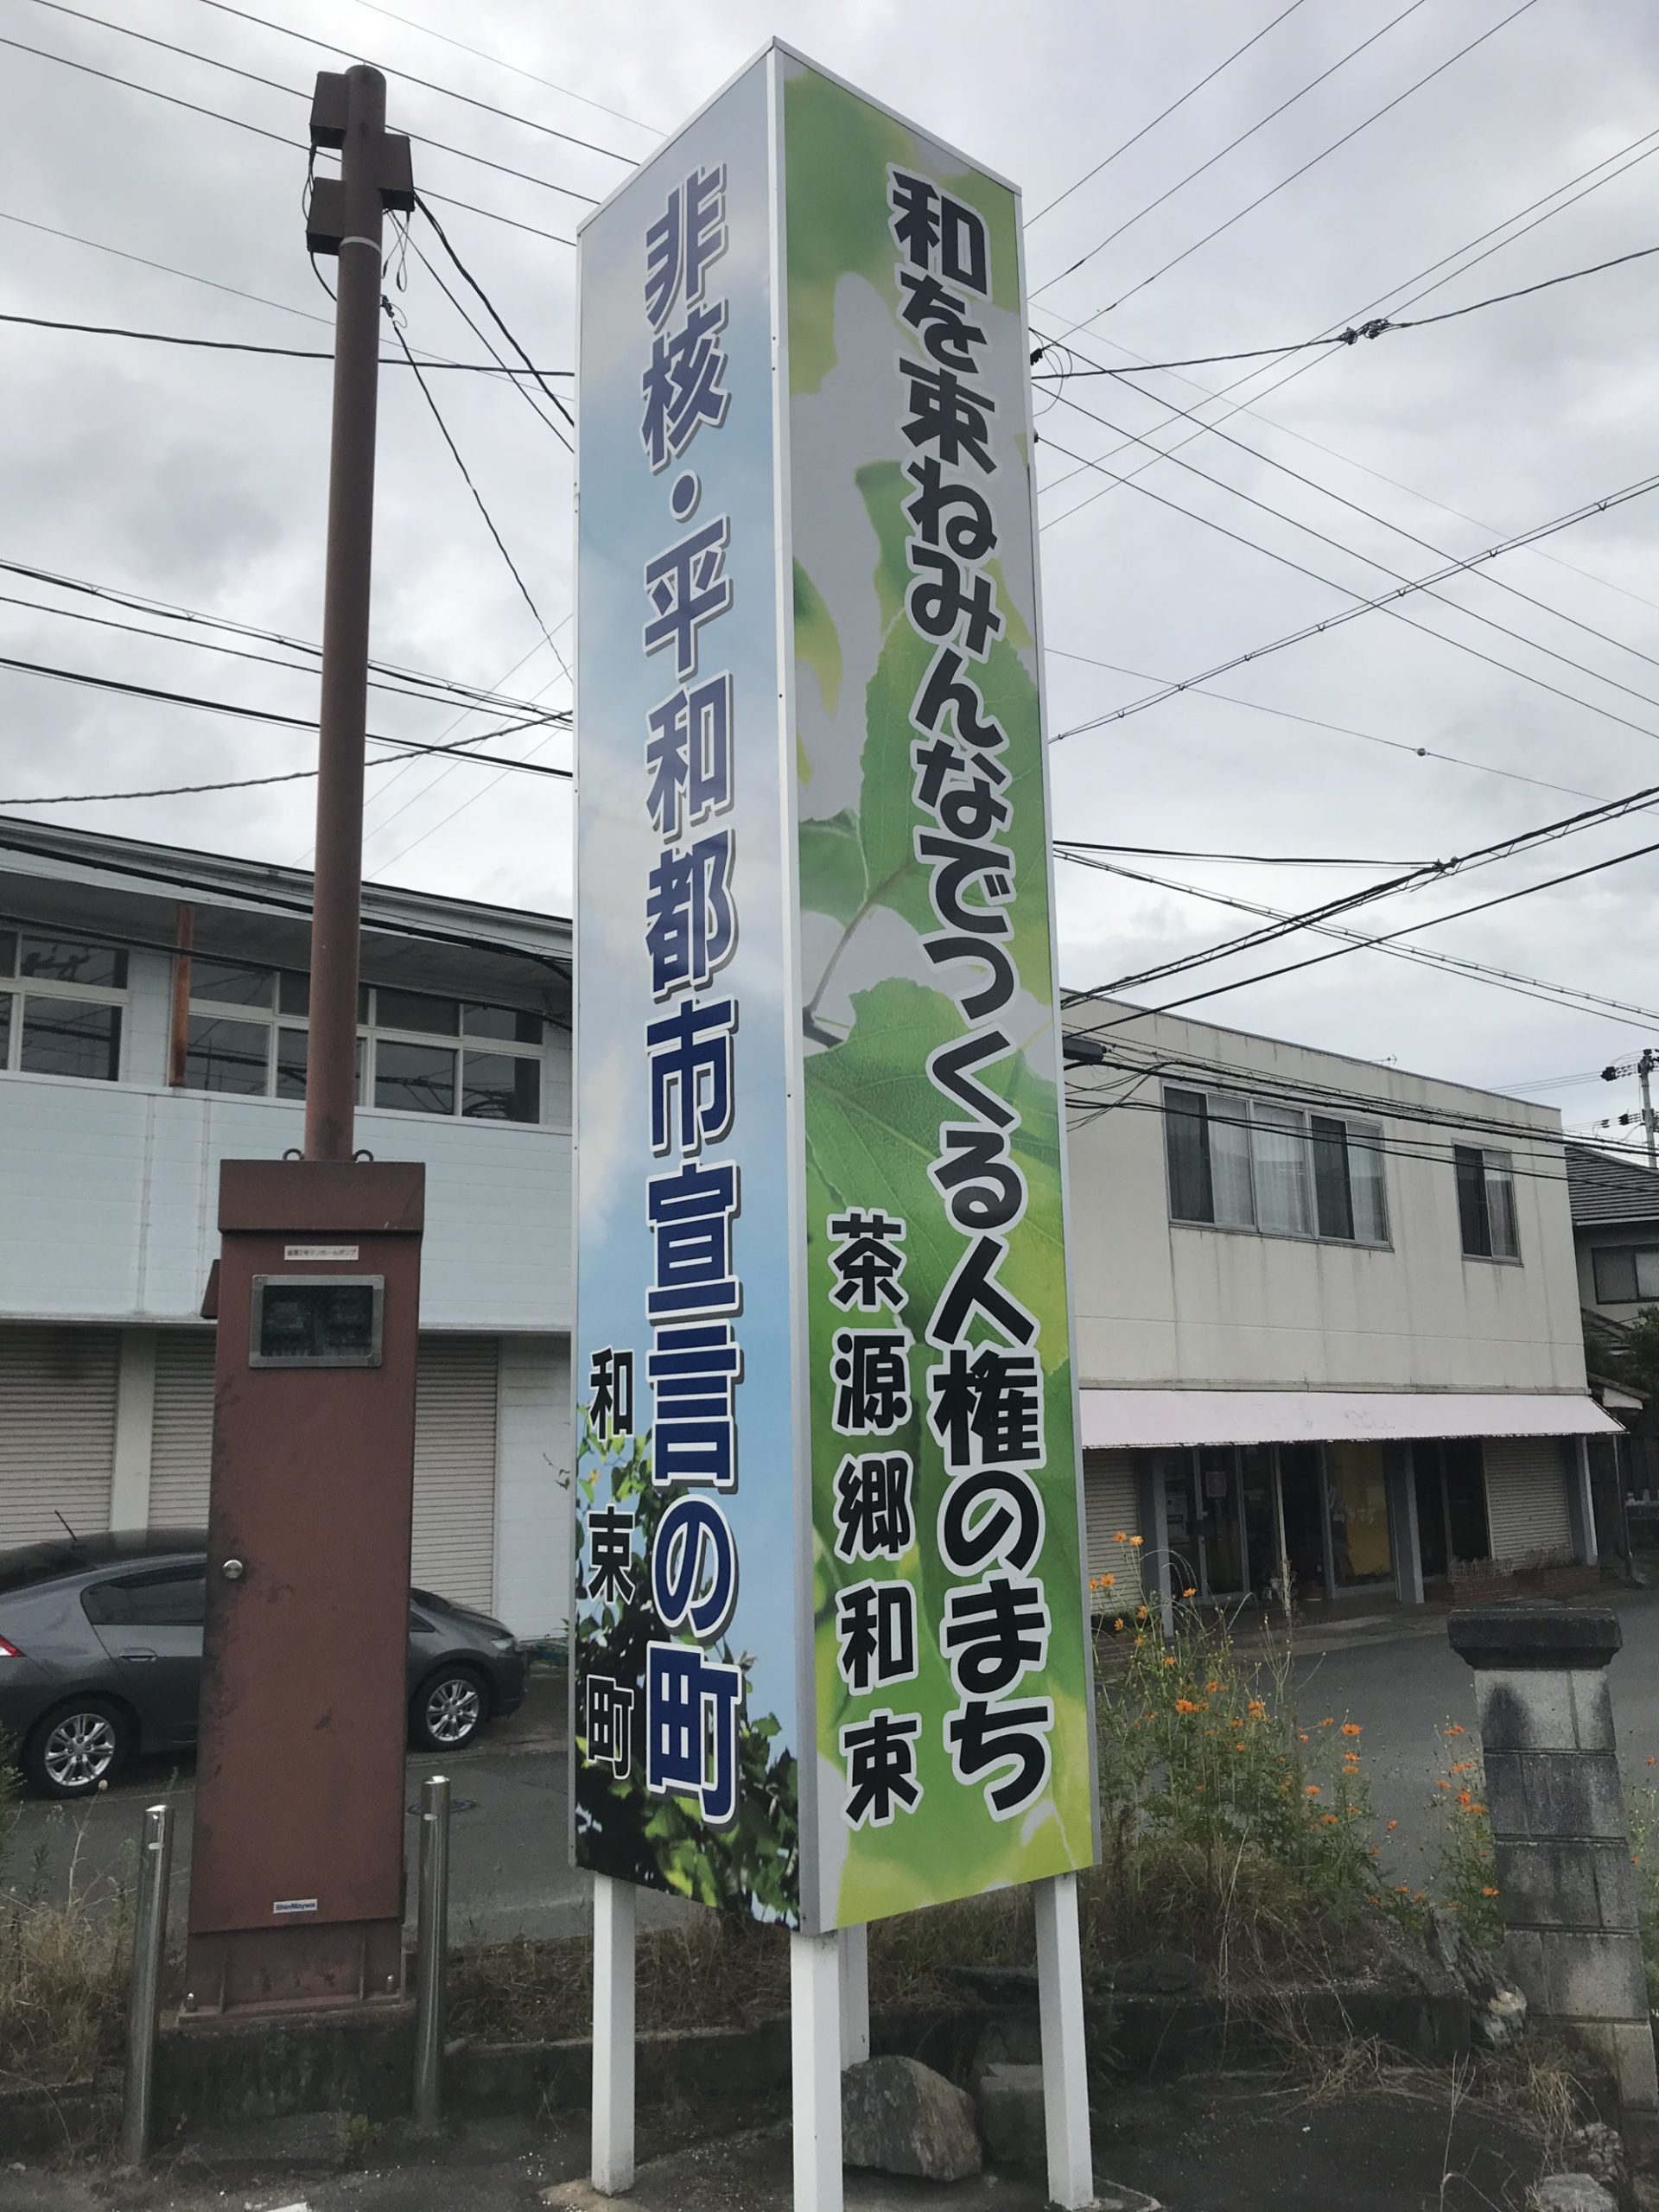 和を束ねみんなでつくる人権のまち
茶源郷和束
非核・平和都市宣言の町
和束町
ShinMaywa